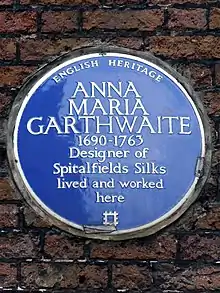 ENGLISH HERITAGE
ANNA
MARIA
GARTHWAITE
1690-1763
Designer of
Spitalfields Silks
lived and worked
here